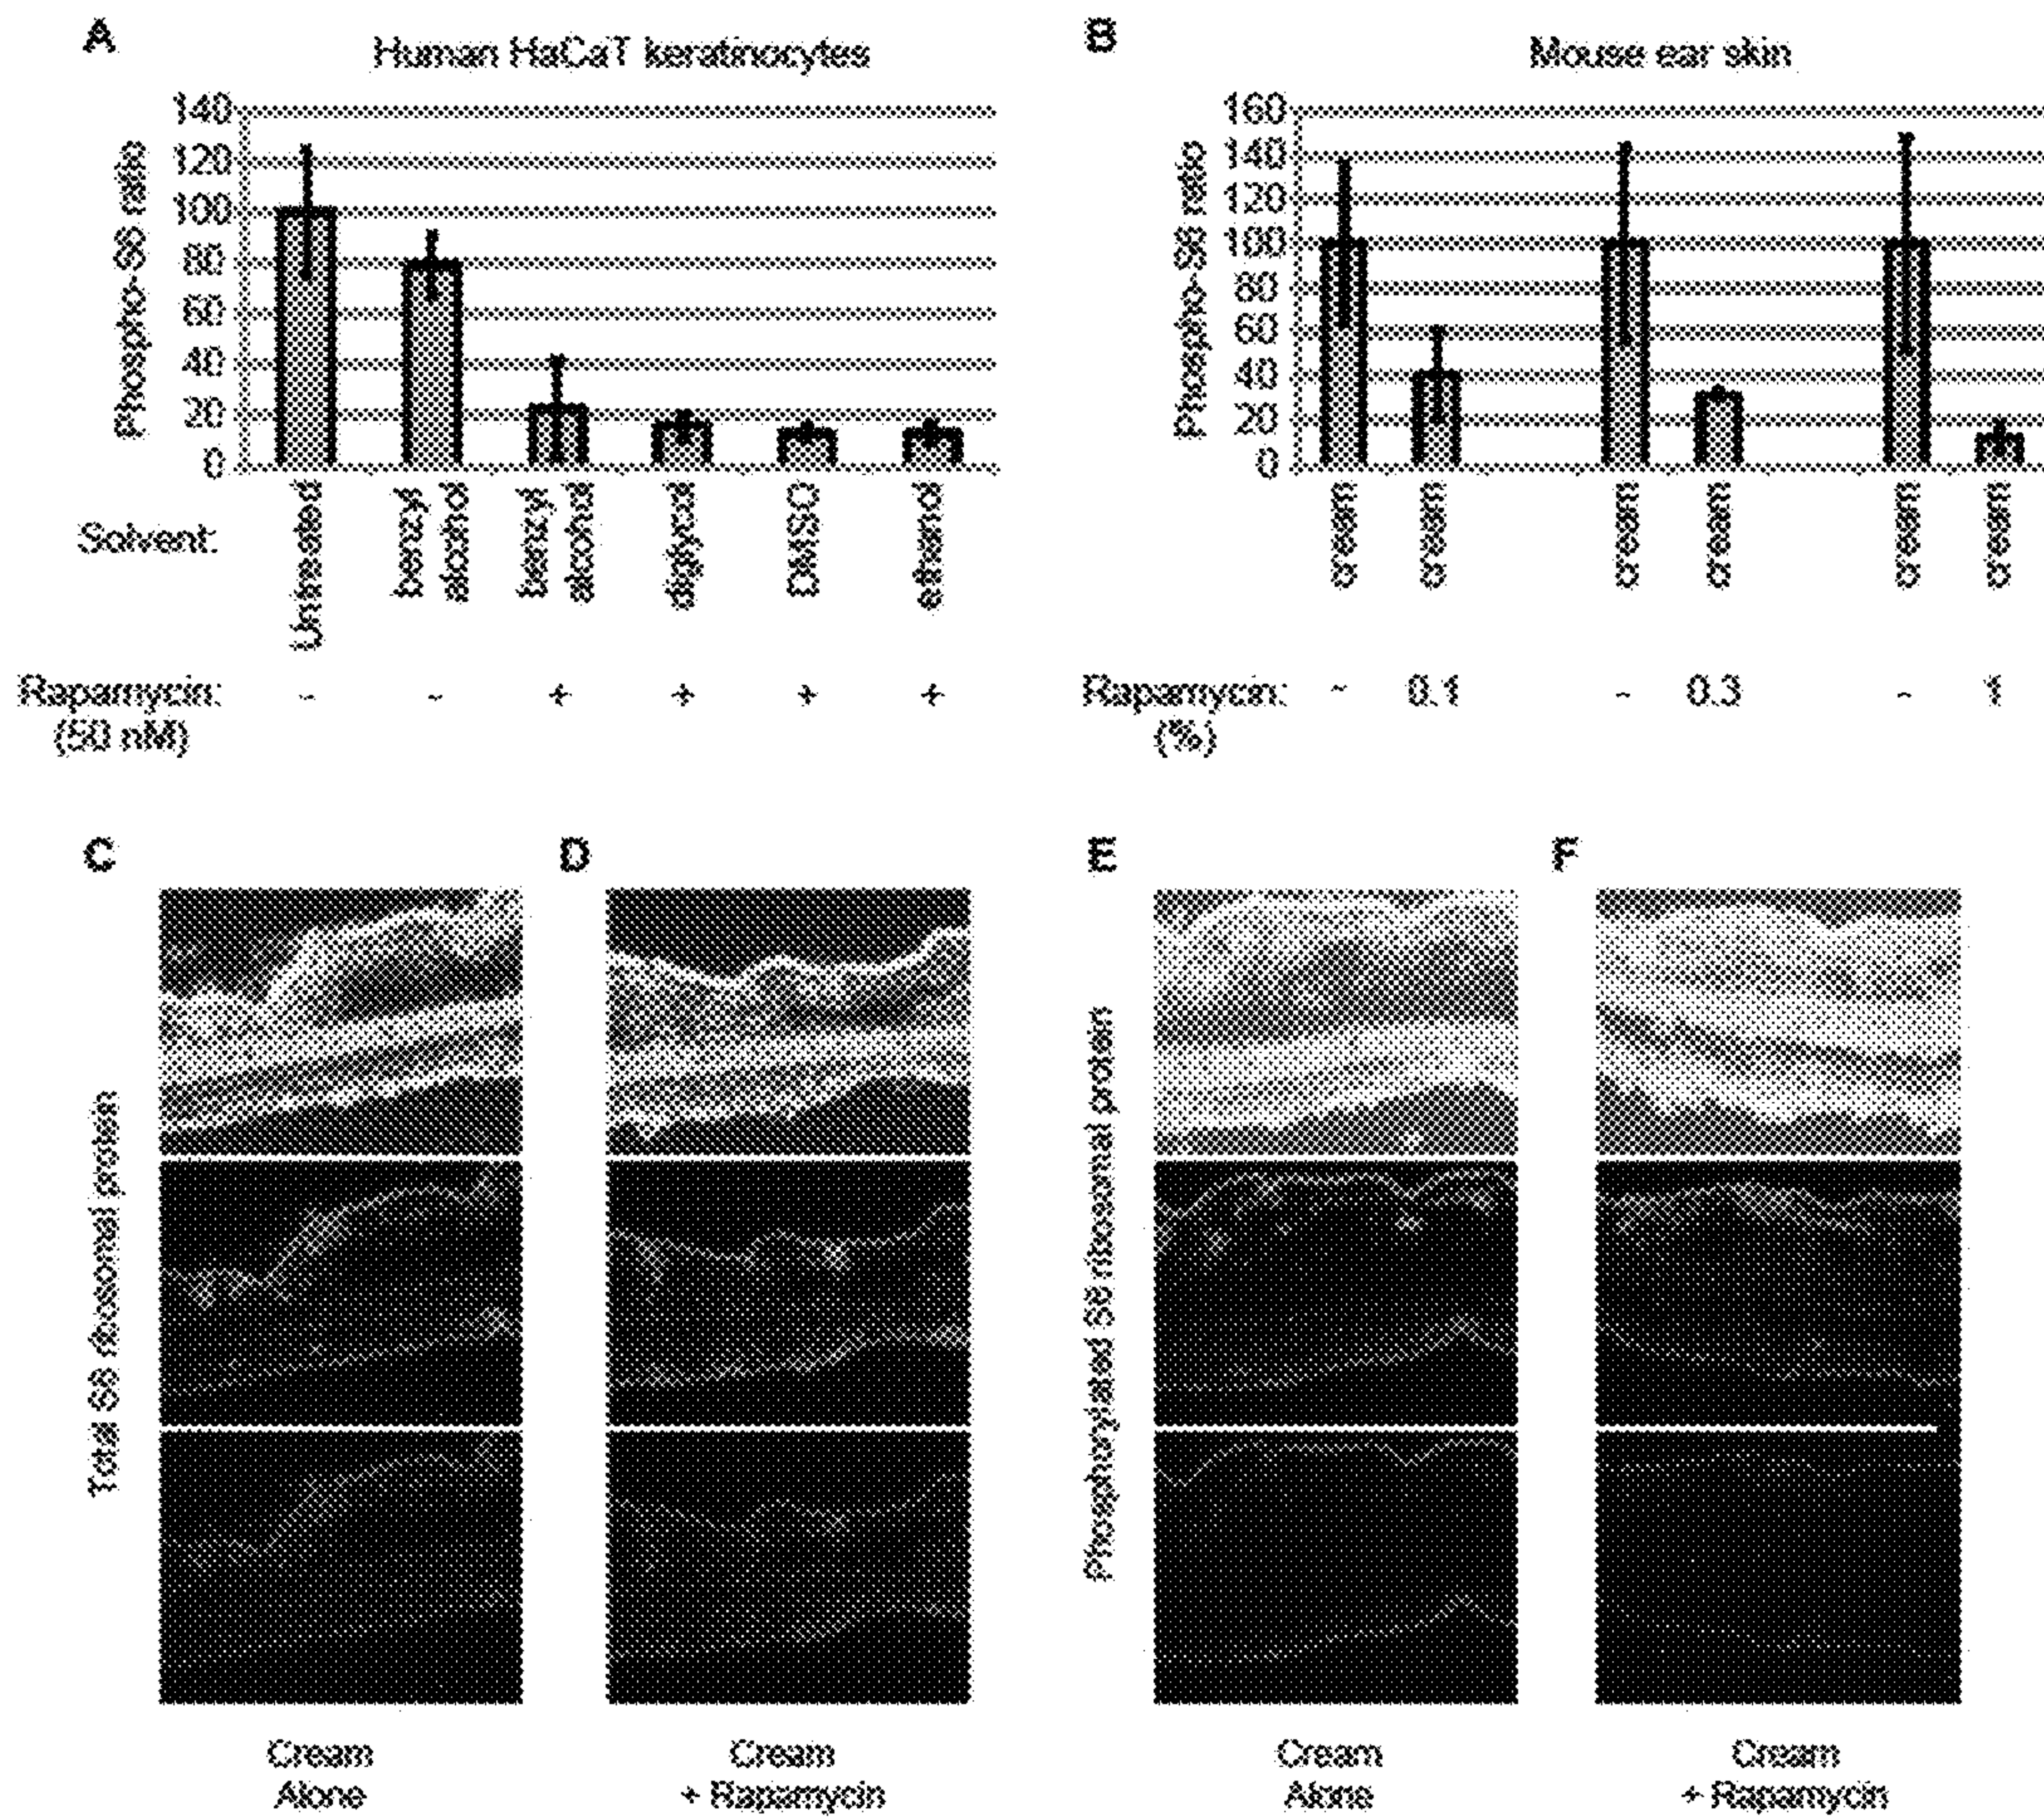 A
Human HaCaT keratinocytes
Phospho-S6 ratio
140
120
100
80
60
40
20
0
Solvent:
Untreated
benzyl alcohol
benzyl alcohol
diglycol
DMSO
ethanol
Rapamycin: - - + + + +
(50 nM)
B
Mouse ear skin
Phospho-S6 ratio
160
140
120
100
80
60
40
20
0
cream
cream
cream
cream
cream
cream
Rapamycin: - 0.1 - 0.3 - 1
(%)
C
D
E
F
Total S6 ribosomal protein
Phosphorylated S6 ribosomal protein
Cream
Alone
Cream
+ Rapamycin
Cream
Alone
Cream
+ Rapamycin